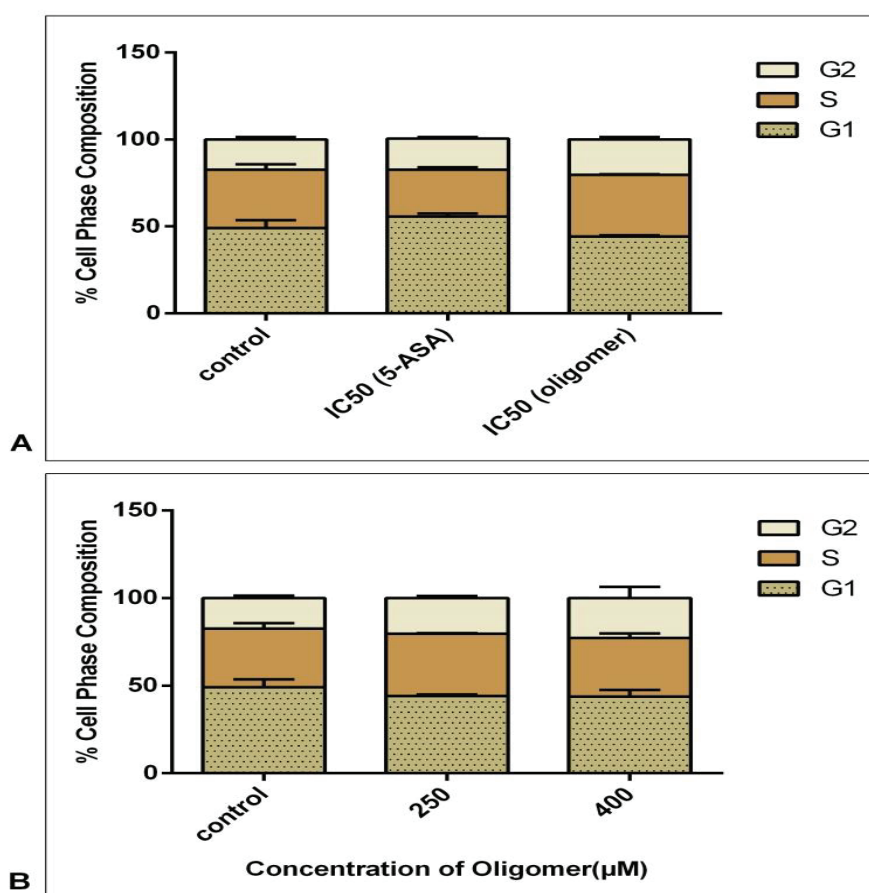 150
100
50
0
% Cell Phase Composition
G2
S
G1
control
IC50 (5-ASA)
IC50 (oligomer)
A
150
100
50
0
% Cell Phase Composition
G2
S
G1
control
250
400
Concentration of Oligomer(µM)
B